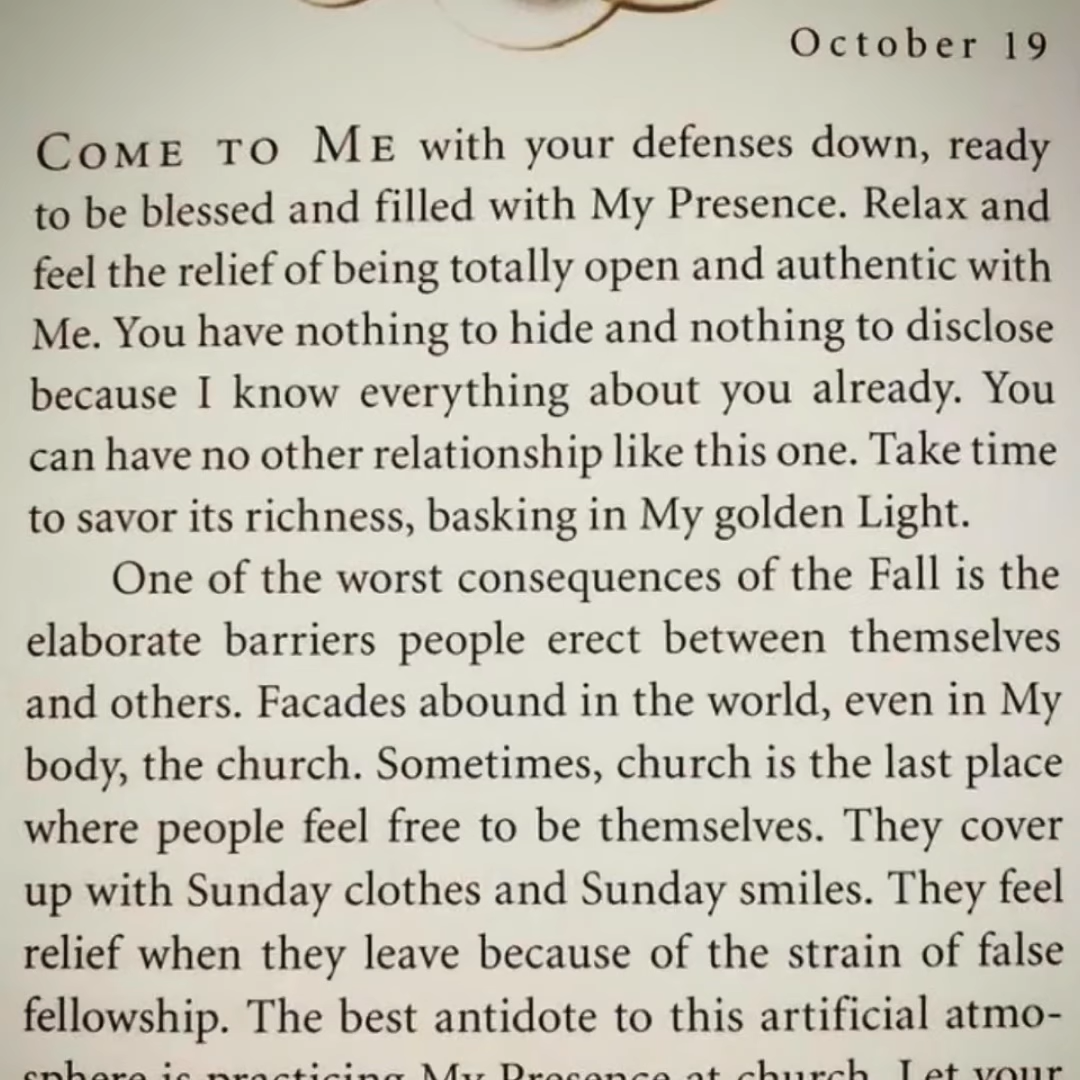 October 19
COME TO ME with your defenses down, ready
to be blessed and filled with My Presence. Relax and
feel the relief of being totally open and authentic with
Me. You have nothing to hide and nothing to disclose
because I know everything about you already. You
can have no other relationship like this one. Take time
to savor its richness, basking in My golden Light.
One of the worst consequences of the Fall is the
elaborate barriers people erect between themselves
and others. Facades abound in the world, even in My
body, the church. Sometimes, church is the last place
where people feel free to be themselves. They cover
up with Sunday clothes and Sunday smiles. They feel
relief when they leave because of the strain of false
fellowship. The best antidote to this artificial atmo-
sphere is practicing My Presence at church. Let your